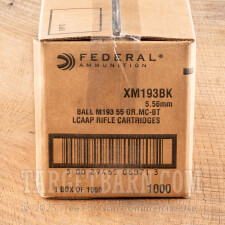 FEDERAL
AMMUNITION
XM193BK
5.56mm
BALL M193 55 GR. MC-BT
LCAAP RIFLE CARTRIDGES
1 BOX OF 1000
1000